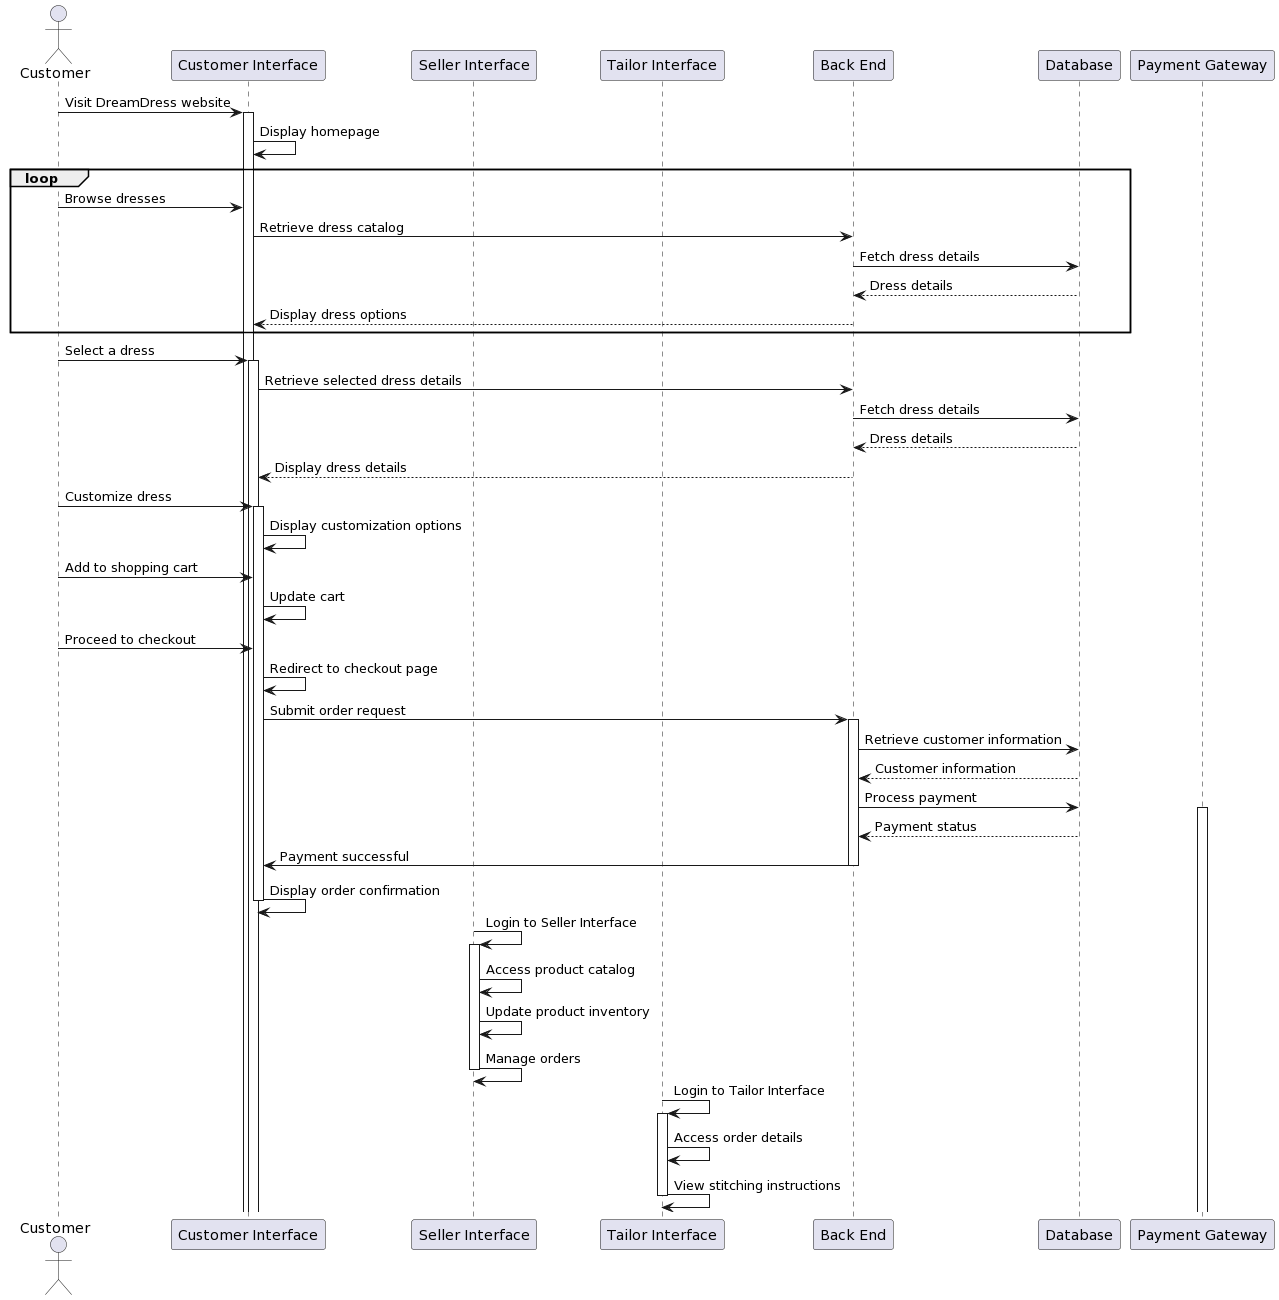 Customer
Customer Interface
Seller Interface
Tailor Interface
Back End
Database
Payment Gateway
Visit DreamDress website
Display homepage
loop
Browse dresses
Retrieve dress catalog
Fetch dress details
Dress details
Display dress options
Select a dress
Retrieve selected dress details
Fetch dress details
Dress details
Display dress details
Customize dress
Display customization options
Add to shopping cart
Update cart
Proceed to checkout
Redirect to checkout page
Submit order request
Retrieve customer information
Customer information
Process payment
Payment status
Payment successful
Display order confirmation
Login to Seller Interface
Access product catalog
Update product inventory
Manage orders
Login to Tailor Interface
Access order details
View stitching instructions
Customer
Customer Interface
Seller Interface
Tailor Interface
Back End
Database
Payment Gateway